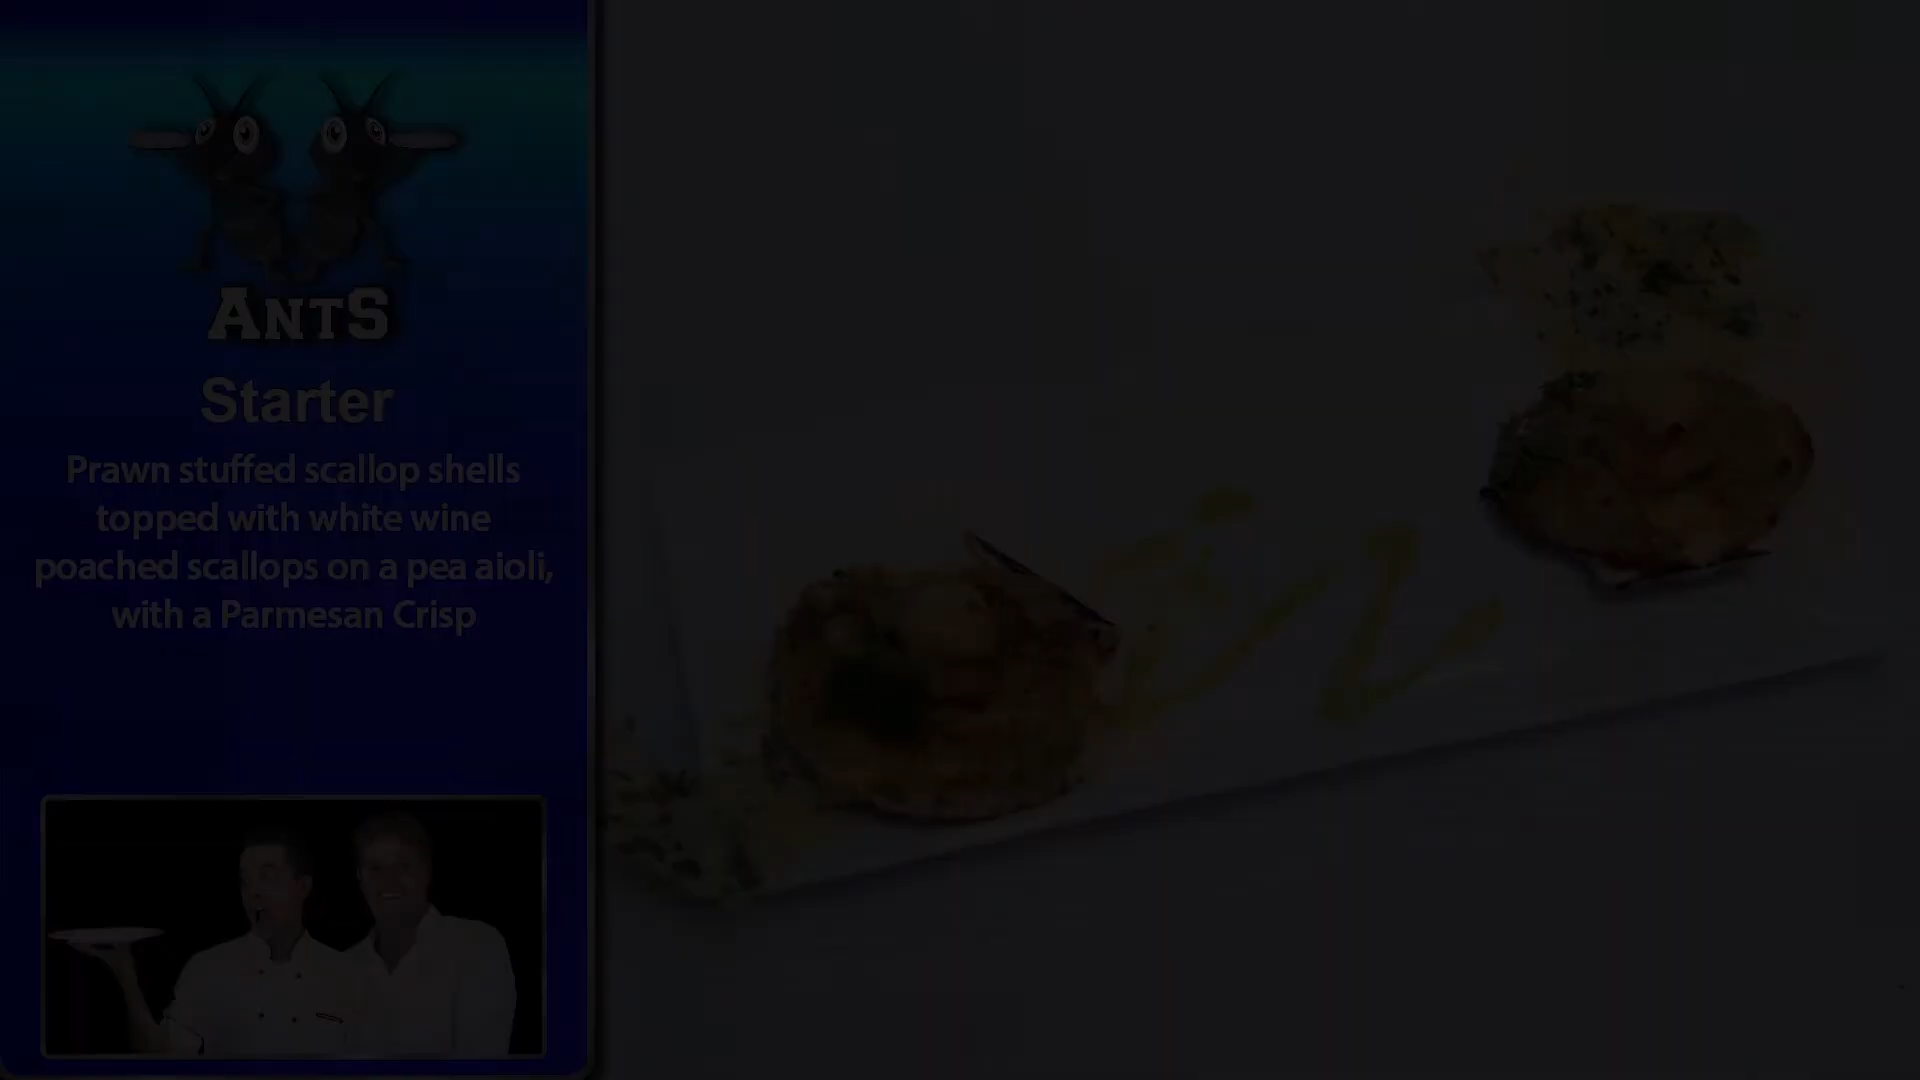 ANTS
Starter
Prawn stuffed scallop shells
topped with white wine
poached scallops on a pea aioli,
with a Parmesan Crisp